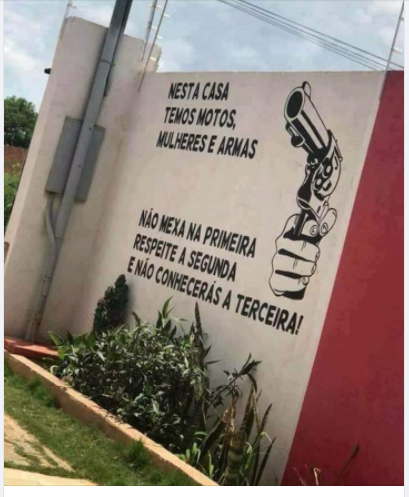 NESTA CASA
TEMOS MOTOS,
MULHERES E ARMAS
NÃO MEXA NA PRIMEIRA
RESPEITE A SEGUNDA
E NÃO CONHECERÁS A TERCEIRA!